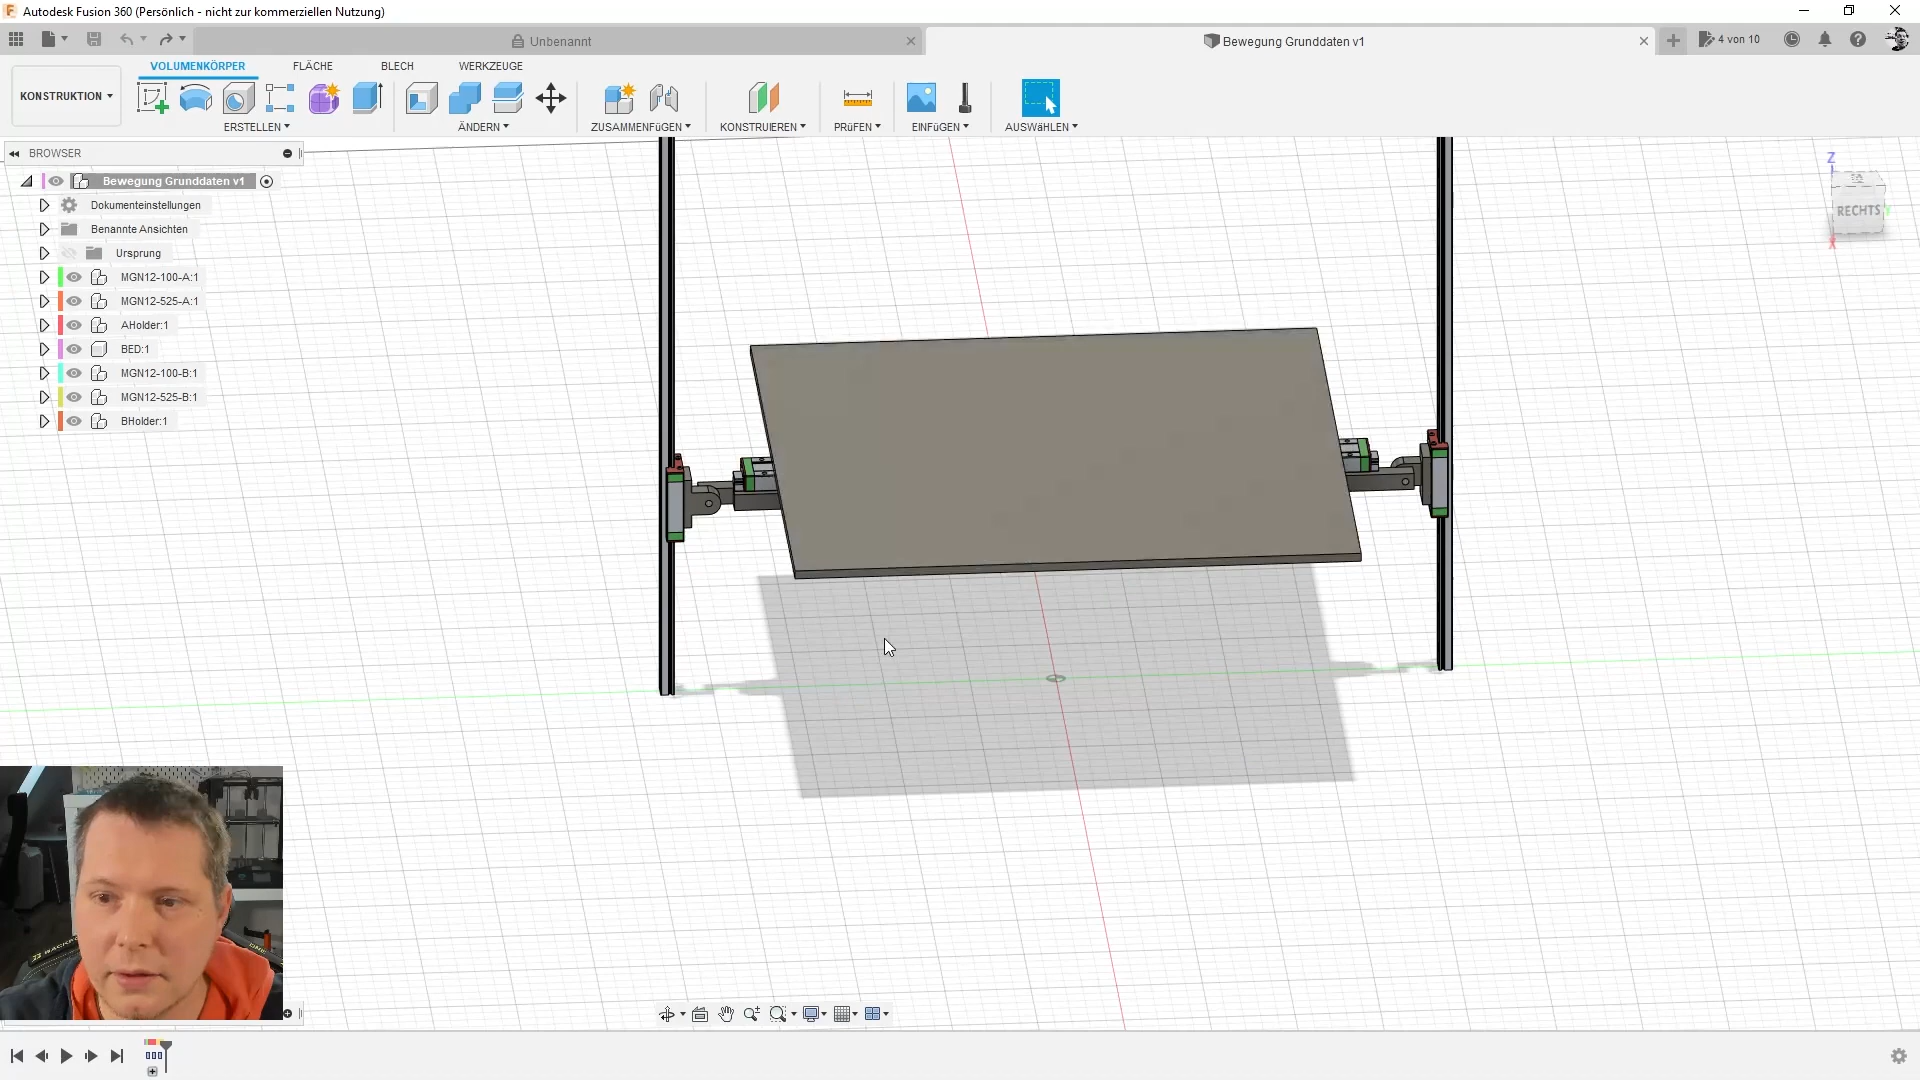 Autodesk Fusion 360 (Persönlich - nicht zur kommerziellen Nutzung)
Unbenannt
Bewegung Grunddaten v1
4 von 10
KONSTRUKTION
VOLUMENKÖRPER
FLÄCHE
BLECH
WERKZEUGE
ERSTELLEN
ÄNDERN
ZUSAMMENFüGEN
KONSTRUIEREN
PRüFEN
EINFüGEN
AUSWäHLEN
BROWSER
Bewegung Grunddaten v1
Dokumenteinstellungen
Benannte Ansichten
Ursprung
MGN12-100-A:1
MGN12-525-A:1
AHolder:1
BED:1
MGN12-100-B:1
MGN12-525-B:1
BHolder:1
Z
RECHTS
X